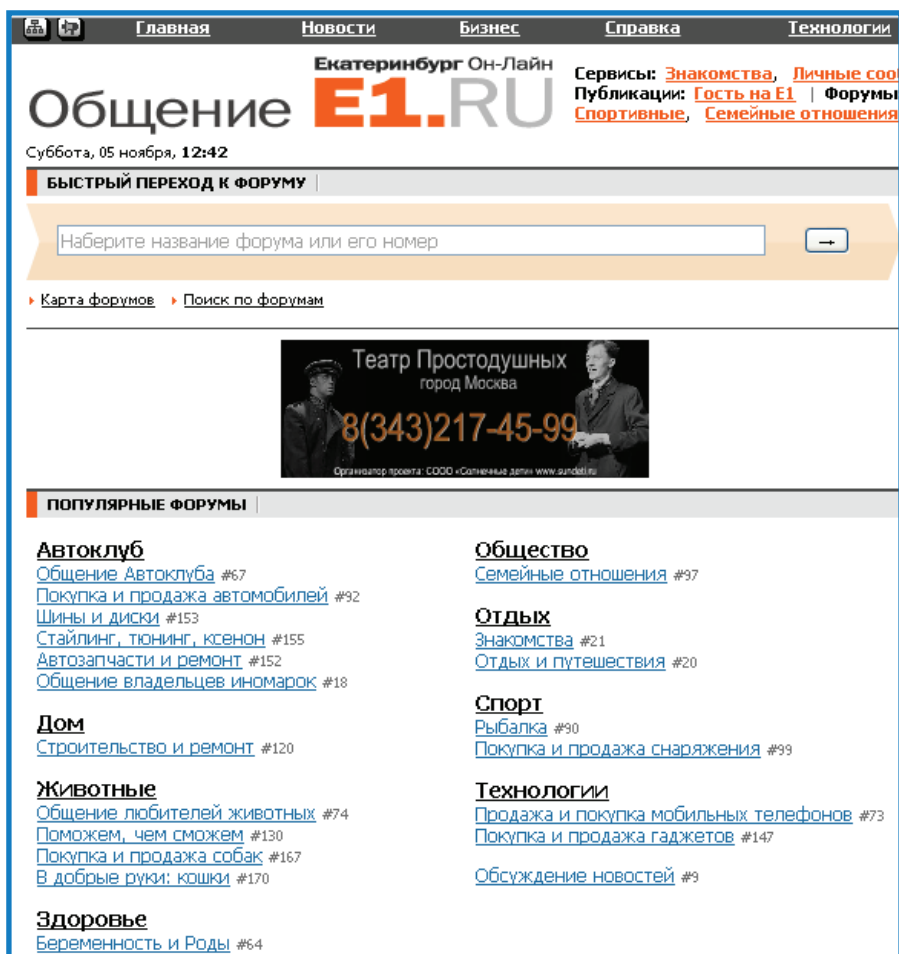 Главная Новости Бизнес Справка Технологии
Общение
Екатеринбург Он-Лайн
E1.RU
Сервисы: Знакомства, Личные соо
Публикации: Гость на E1 | Форумы
Спортивные, Семейные отношения
Суббота, 05 ноября, 12:42
БЫСТРЫЙ ПЕРЕХОД К ФОРУМУ
Наберите название форума или его номер
→
Карта форумов Поиск по форумам
Театр Простодушных
город Москва
8(343)217-45-99
Организатор проекта: СООО «Солнечные дети» www.sundeti.ru
ПОПУЛЯРНЫЕ ФОРУМЫ
Автоклуб
Общение Автоклуба #67
Покупка и продажа автомобилей #92
Шины и диски #153
Стайлинг, тюнинг, ксенон #155
Автозапчасти и ремонт #152
Общение владельцев иномарок #18
Дом
Строительство и ремонт #120
Животные
Общение любителей животных #74
Поможем, чем сможем #130
Покупка и продажа собак #167
В добрые руки: кошки #170
Здоровье
Беременность и Роды #64
Общество
Семейные отношения #97
Отдых
Знакомства #21
Отдых и путешествия #20
Спорт
Рыбалка #90
Покупка и продажа снаряжения #99
Технологии
Продажа и покупка мобильных телефонов #73
Покупка и продажа гаджетов #147
Обсуждение новостей #9